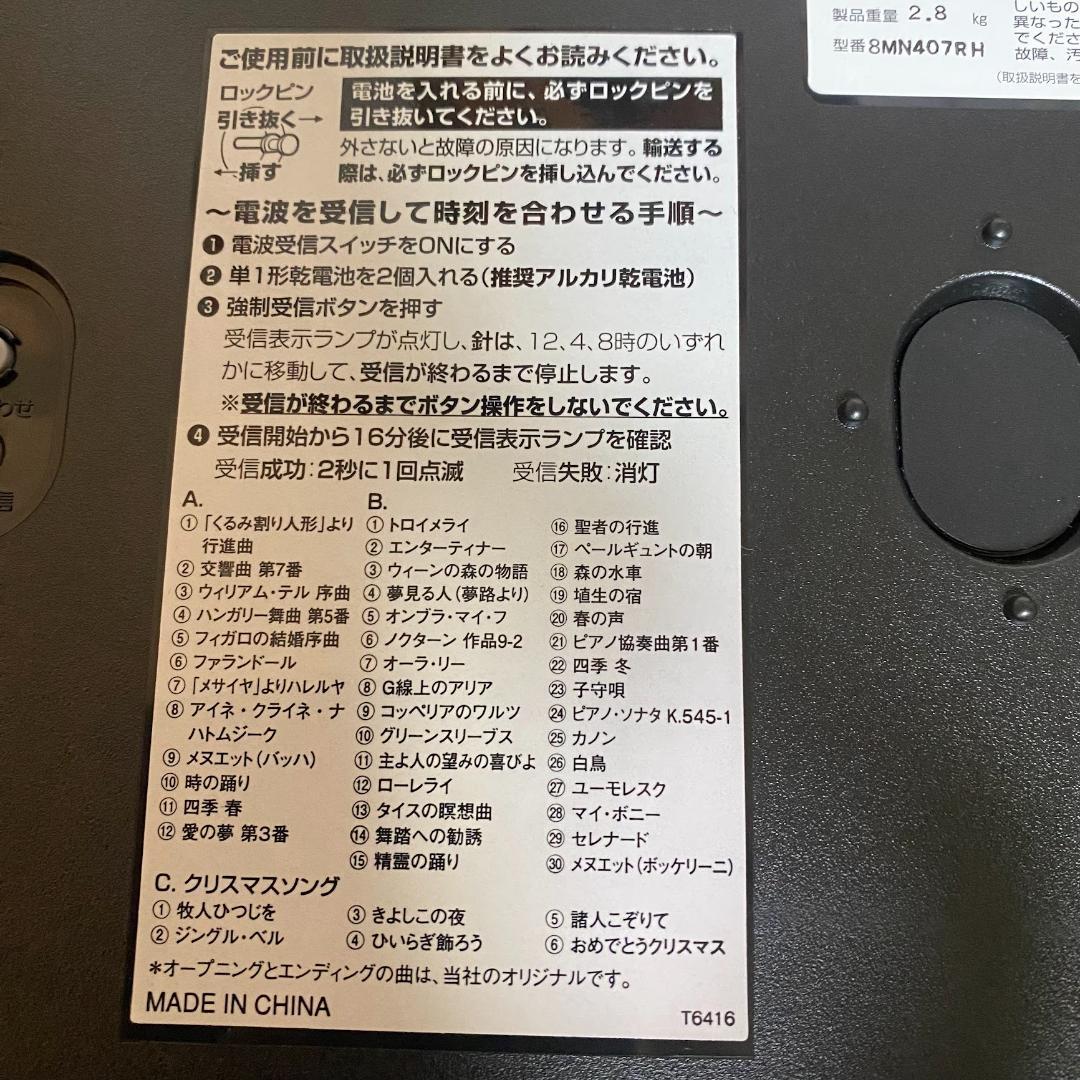 製品重量 2.8 kg
型番8MN407RH
しいもの
異なった
でくださ
故障、汚
(取扱説明書を
ご使用前に取扱説明書をよくお読みください。
ロックピン
引き抜く→
←挿す
電池を入れる前に、必ずロックピンを
引き抜いてください。
外さないと故障の原因になります。輸送する
際は、必ずロックピンを挿し込んでください。
～電波を受信して時刻を合わせる手順～
❶ 電波受信スイッチをONにする
❷ 単1形乾電池を2個入れる(推奨アルカリ乾電池)
❸ 強制受信ボタンを押す
受信表示ランプが点灯し、針は、12、4、8時のいずれ
かに移動して、受信が終わるまで停止します。
※受信が終わるまでボタン操作をしないでください。
❹ 受信開始から16分後に受信表示ランプを確認
受信成功:2秒に1回点滅 受信失敗:消灯
A.
①「くるみ割り人形」より
行進曲
② 交響曲 第7番
③ ウィリアム・テル 序曲
④ ハンガリー舞曲 第5番
⑤ フィガロの結婚序曲
⑥ ファランドール
⑦「メサイヤ」よりハレルヤ
⑧ アイネ・クライネ・ナ
ハトムジーク
⑨ メヌエット(バッハ)
⑩ 時の踊り
⑪ 四季 春
⑫ 愛の夢 第3番
B.
① トロイメライ
② エンターティナー
③ ウィーンの森の物語
④ 夢見る人(夢路より)
⑤ オンブラ・マイ・フ
⑥ ノクターン 作品9-2
⑦ オーラ・リー
⑧ G線上のアリア
⑨ コッペリアのワルツ
⑩ グリーンスリーブス
⑪ 主よ人の望みの喜びよ
⑫ ローレライ
⑬ タイスの瞑想曲
⑭ 舞踏への勧誘
⑮ 精霊の踊り
⑯ 聖者の行進
⑰ ペールギュントの朝
⑱ 森の水車
⑲ 埴生の宿
⑳ 春の声
㉑ ピアノ協奏曲第1番
㉒ 四季 冬
㉓ 子守唄
㉔ ピアノ・ソナタ K.545-1
㉕ カノン
㉖ 白鳥
㉗ ユーモレスク
㉘ マイ・ボニー
㉙ セレナード
㉚ メヌエット(ボッケリーニ)
C. クリスマスソング
① 牧人ひつじを
② ジングル・ベル
③ きよしこの夜
④ ひいらぎ飾ろう
⑤ 諸人こぞりて
⑥ おめでとうクリスマス
*オープニングとエンディングの曲は、当社のオリジナルです。
MADE IN CHINA
T6416
わせ
信